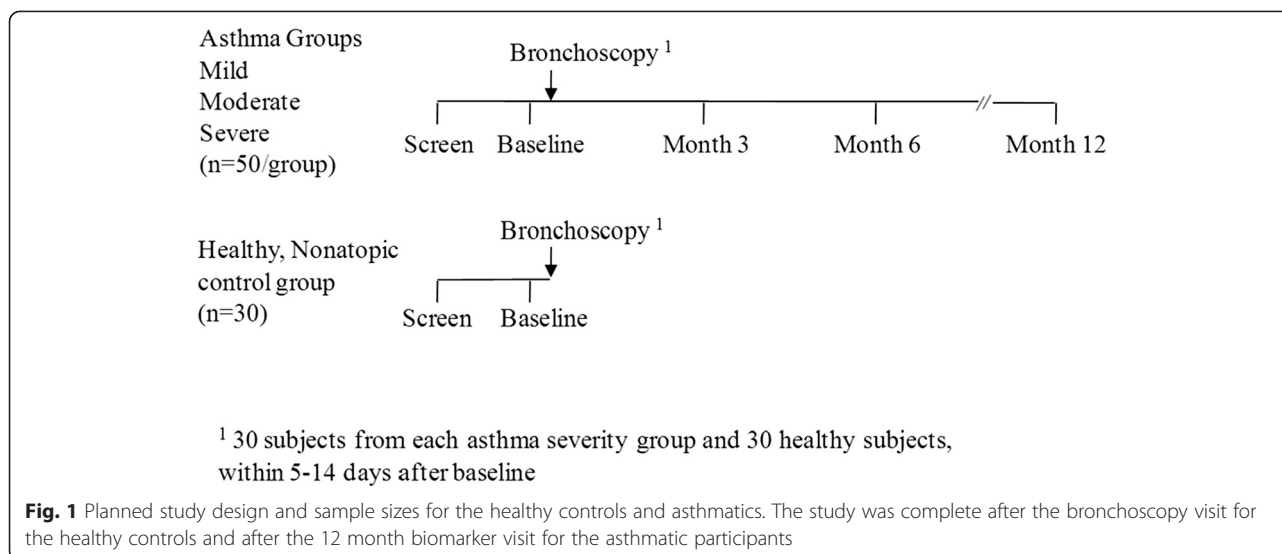 Asthma Groups
Mild
Moderate
Severe
(n=50/group)
Bronchoscopy 1
Screen Baseline Month 3 Month 6 Month 12
Healthy, Nonatopic
control group
(n=30)
Bronchoscopy 1
Screen Baseline
1 30 subjects from each asthma severity group and 30 healthy subjects,
within 5-14 days after baseline
Fig. 1 Planned study design and sample sizes for the healthy controls and asthmatics. The study was complete after the bronchoscopy visit for
the healthy controls and after the 12 month biomarker visit for the asthmatic participants